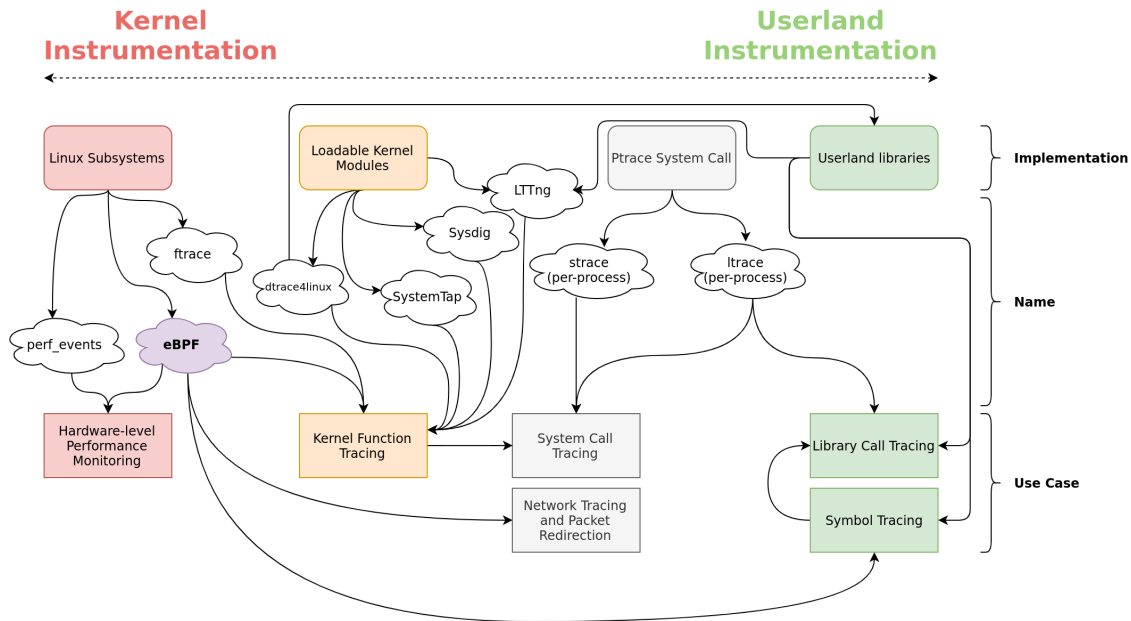 Kernel
Instrumentation
Userland
Instrumentation
Linux Subsystems
Loadable Kernel
Modules
Ptrace System Call
Userland libraries
Implementation
LTTng
Sysdig
ftrace
strace
(per-process)
ltrace
(per-process)
dtrace4linux
SystemTap
Name
perf_events
eBPF
Hardware-level
Performance
Monitoring
Kernel Function
Tracing
System Call
Tracing
Library Call Tracing
Use Case
Network Tracing
and Packet
Redirection
Symbol Tracing